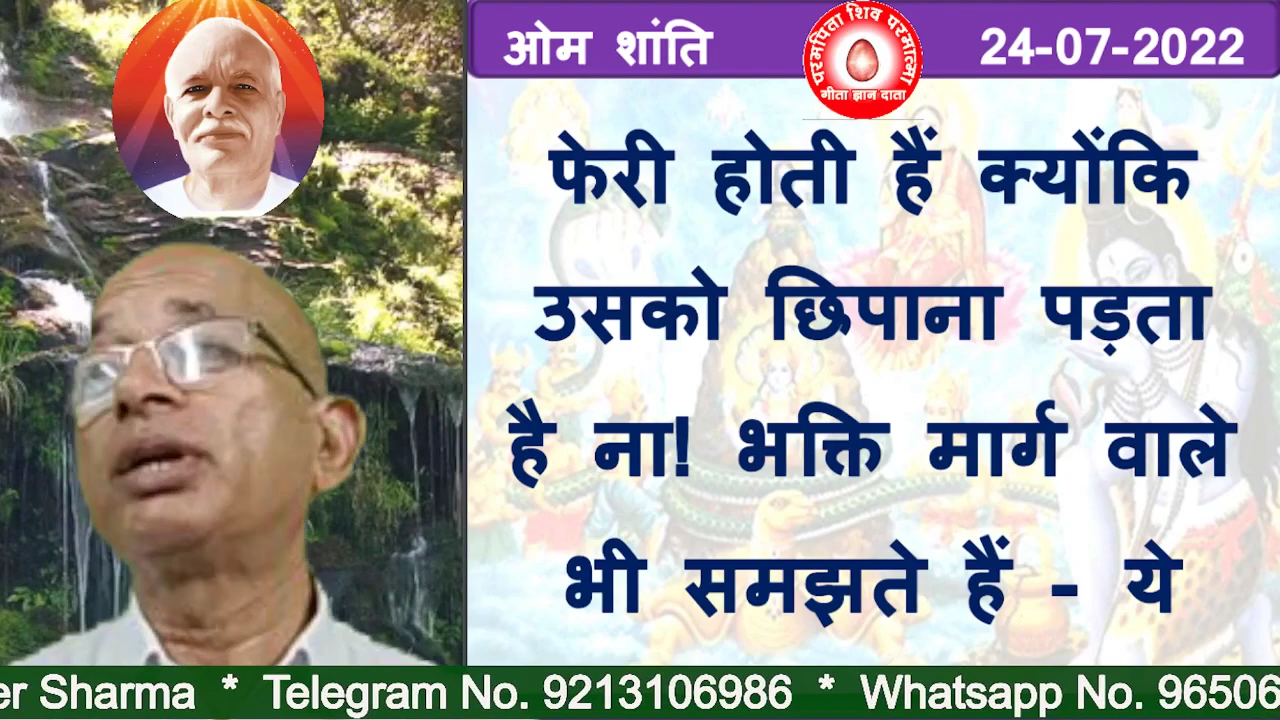 ओम शांति
परमपिता शिव परमात्मा
गीता ज्ञान दाता
24-07-2022
फेरी होती हैं क्योंकि
उसको छिपाना पड़ता
है ना! भक्ति मार्ग वाले
भी समझते हैं - ये
er Sharma * Telegram No. 9213106986 * Whatsapp No. 96506